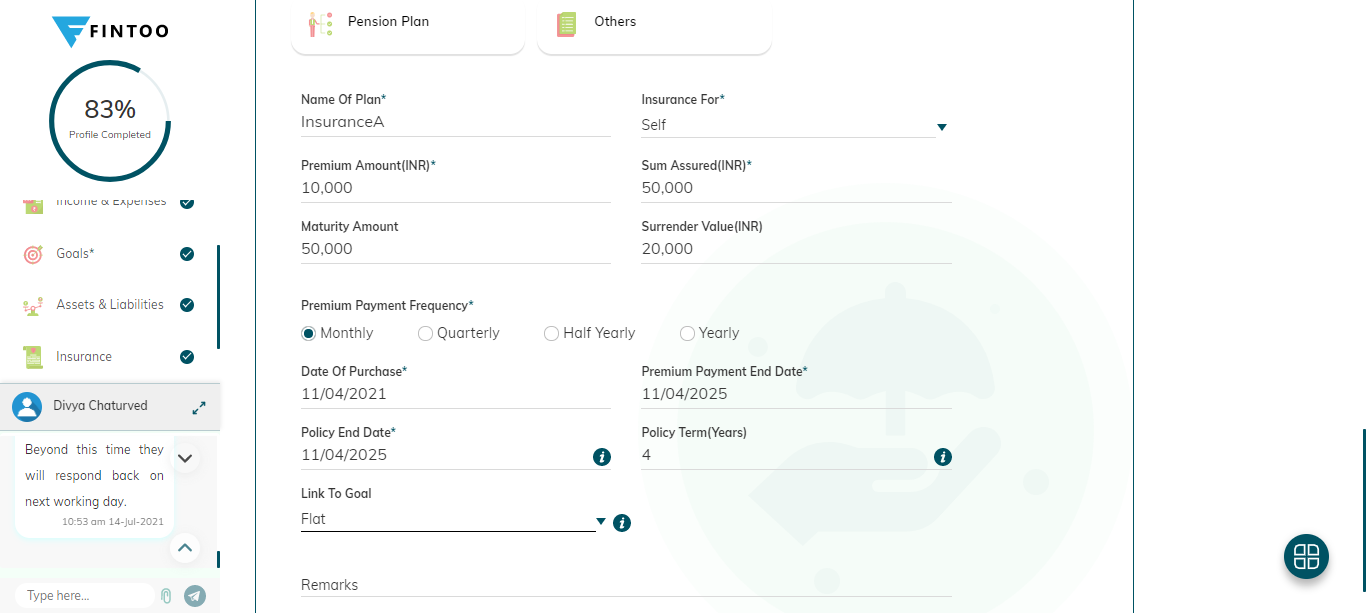 FINTOO
83%
Profile Completed
Income & Expenses
Goals*
Assets & Liabilities
Insurance
Divya Chaturved
Beyond this time they
will respond back on
next working day.
10:53 am 14-Jul-2021
Type here...
Pension Plan
Others
Name Of Plan*
InsuranceA
Insurance For*
Self
Premium Amount(INR)*
10,000
Sum Assured(INR)*
50,000
Maturity Amount
50,000
Surrender Value(INR)
20,000
Premium Payment Frequency*
Monthly Quarterly Half Yearly Yearly
Date Of Purchase*
11/04/2021
Premium Payment End Date*
11/04/2025
Policy End Date*
11/04/2025
Policy Term(Years)
4
Link To Goal
Flat
Remarks